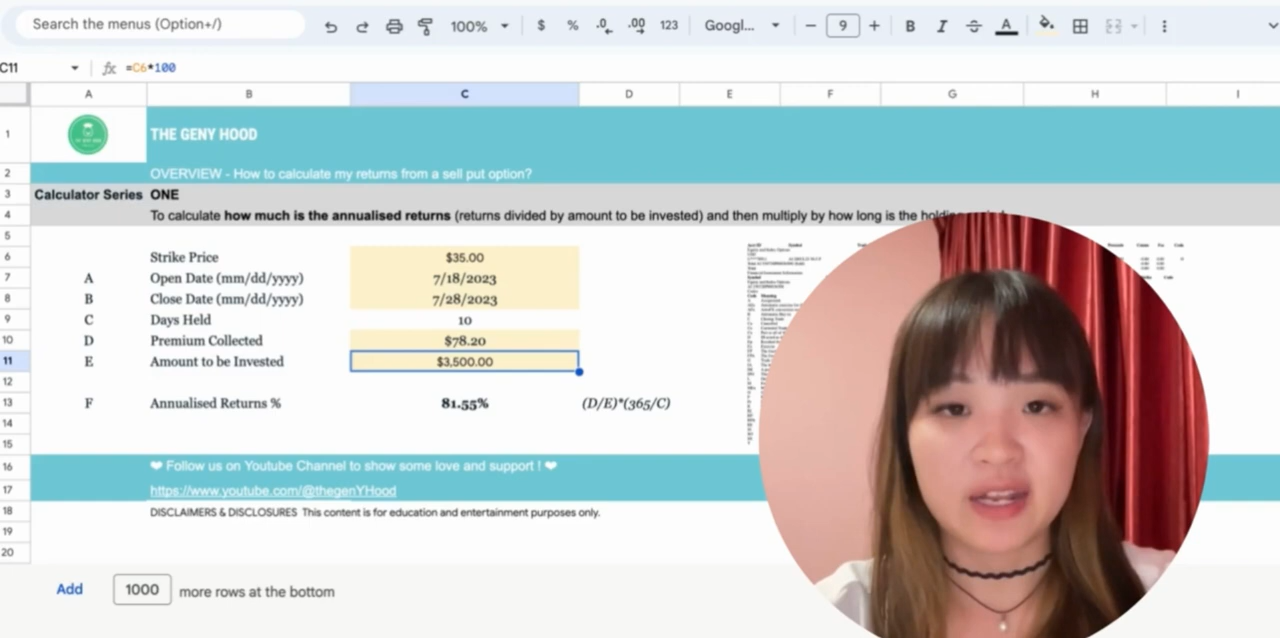 Search the menus (Option+/)
100%
$ % .0 .00 123
Googl...
− 9 +
B I A
C11
fx =C6*100
A B C D E F G H I
1 THE GENY HOOD
2 OVERVIEW - How to calculate my returns from a sell put option?
3 Calculator Series ONE
4 To calculate how much is the annualised returns (returns divided by amount to be invested) and then multiply by how long is the
5
6 Strike Price $35.00
7 A Open Date (mm/dd/yyyy) 7/18/2023
8 B Close Date (mm/dd/yyyy) 7/28/2023
9 C Days Held 10
10 D Premium Collected $78.20
11 E Amount to be Invested $3,500.00
12
13 F Annualised Returns % 81.55% (D/E)*(365/C)
14
15
16 ❤ Follow us on Youtube Channel to show some love and support ! ❤
17 https://www.youtube.com/@thegenYHood
18 DISCLAIMERS & DISCLOSURES This content is for education and entertainment purposes only.
19
20
Add 1000 more rows at the bottom